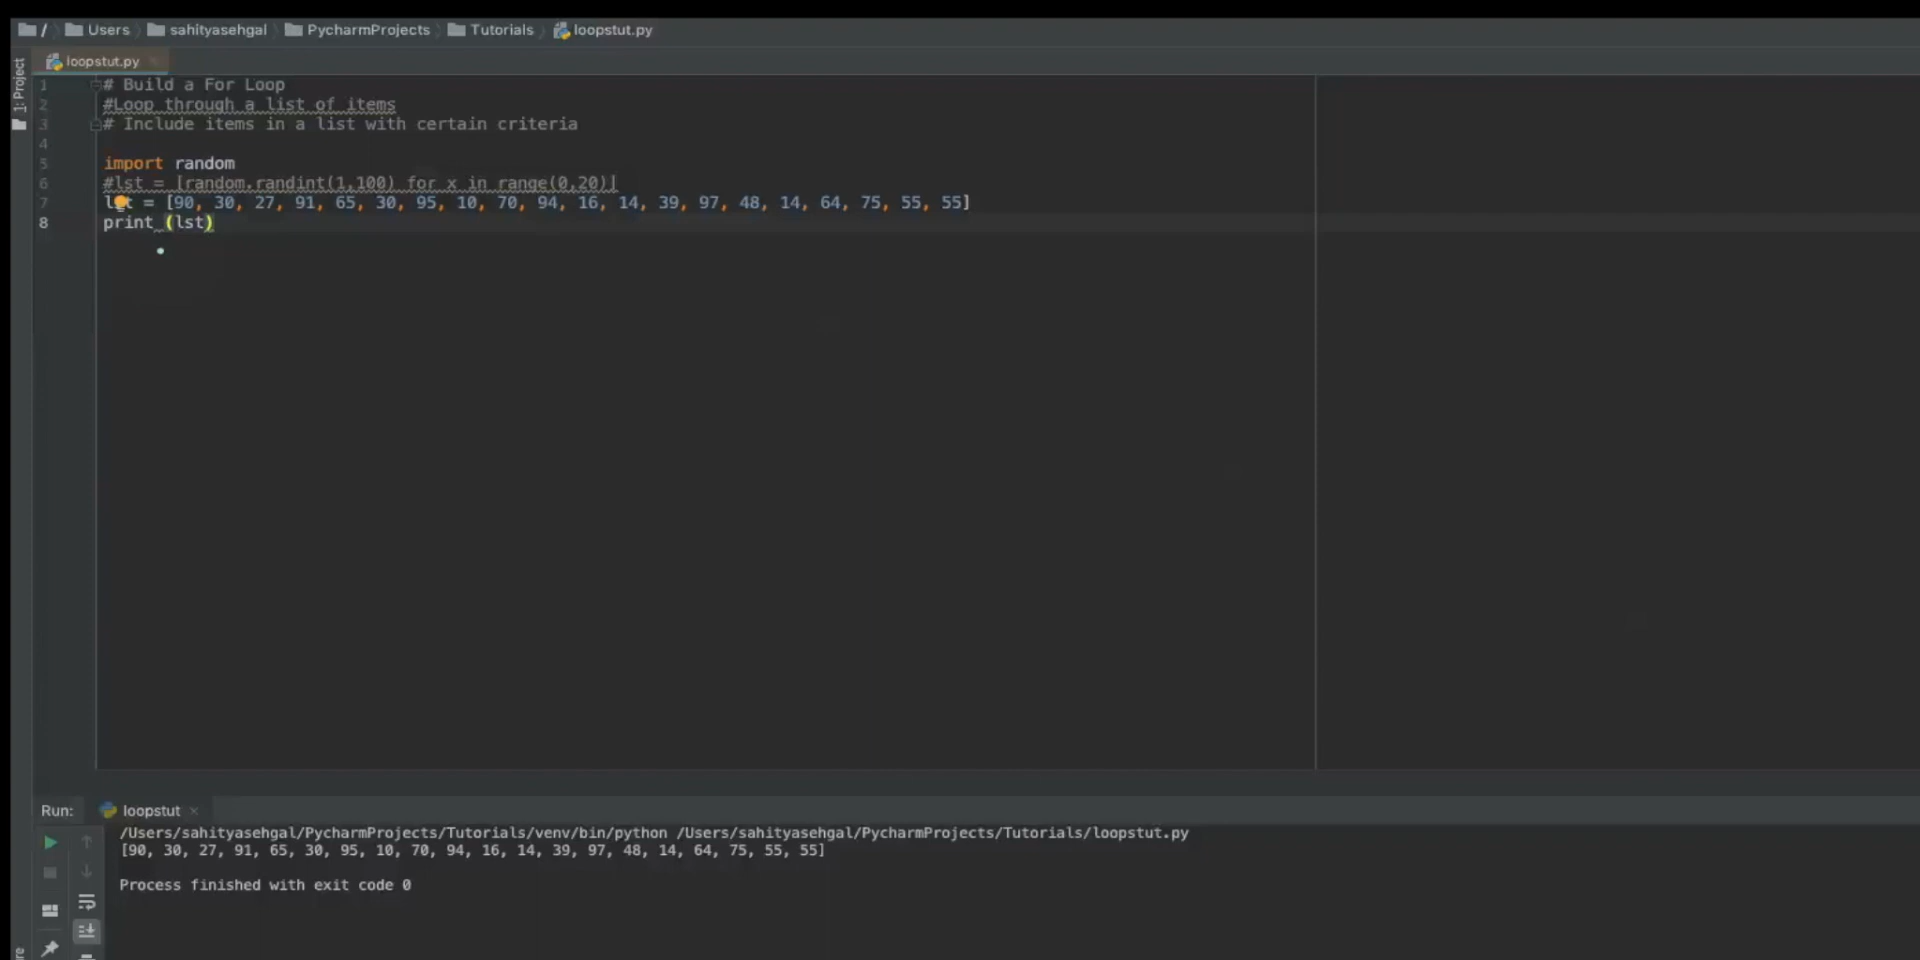 / Users sahityasehgal PycharmProjects Tutorials loopstut.py
loopstut.py
1: Project
1 # Build a For Loop
2 #Loop through a list of items
3 # Include items in a list with certain criteria
4
5 import random
6 #lst = [random.randint(1,100) for x in range(0,20)]
7 lst = [90, 30, 27, 91, 65, 30, 95, 10, 70, 94, 16, 14, 39, 97, 48, 14, 64, 75, 55, 55]
8 print (lst)
Run: loopstut
/Users/sahityasehgal/PycharmProjects/Tutorials/venv/bin/python /Users/sahityasehgal/PycharmProjects/Tutorials/loopstut.py
[90, 30, 27, 91, 65, 30, 95, 10, 70, 94, 16, 14, 39, 97, 48, 14, 64, 75, 55, 55]
Process finished with exit code 0